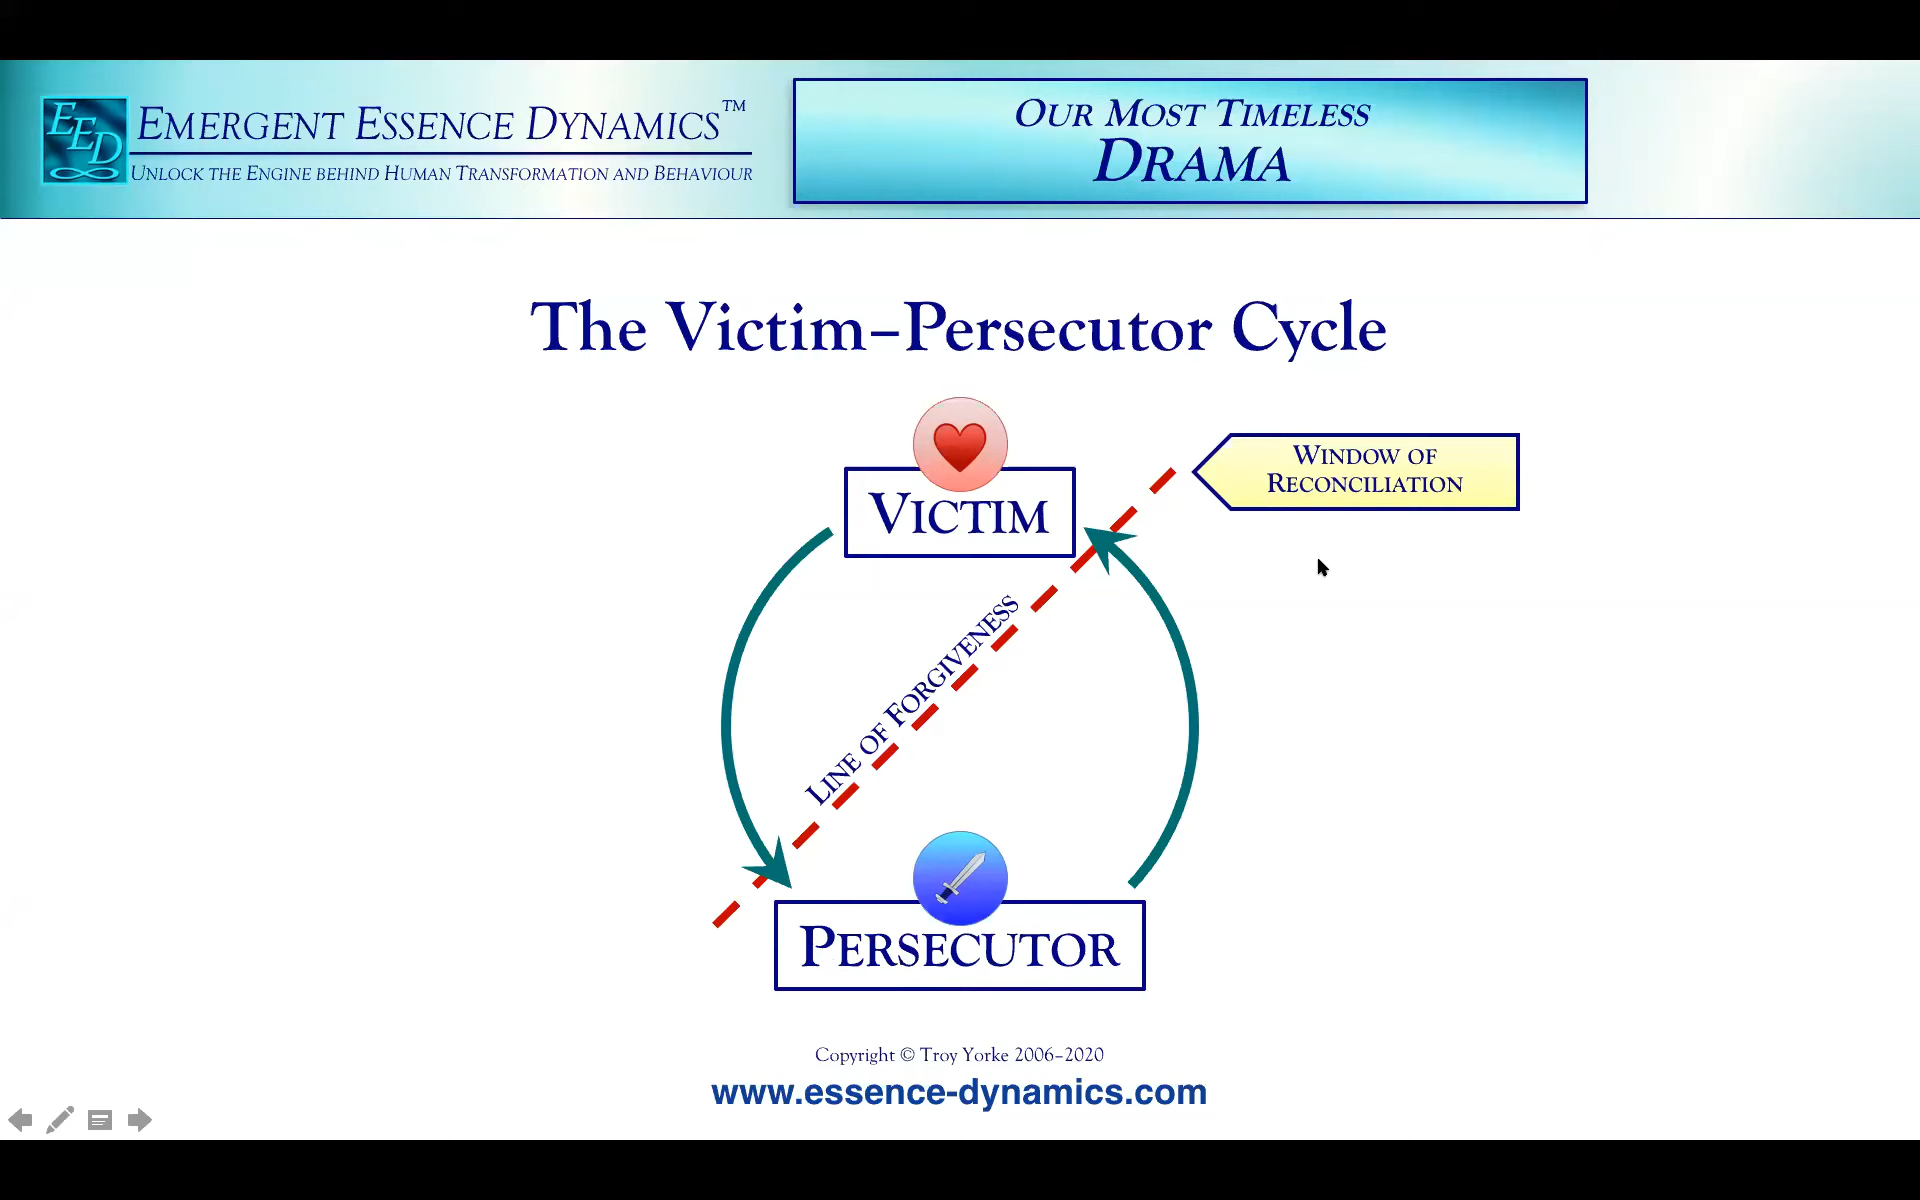 EED
EMERGENT ESSENCE DYNAMICS™
UNLOCK THE ENGINE BEHIND HUMAN TRANSFORMATION AND BEHAVIOUR
OUR MOST TIMELESS
DRAMA
The Victim–Persecutor Cycle
WINDOW OF
RECONCILIATION
VICTIM
LINE OF FORGIVENESS
PERSECUTOR
Copyright © Troy Yorke 2006–2020
www.essence-dynamics.com